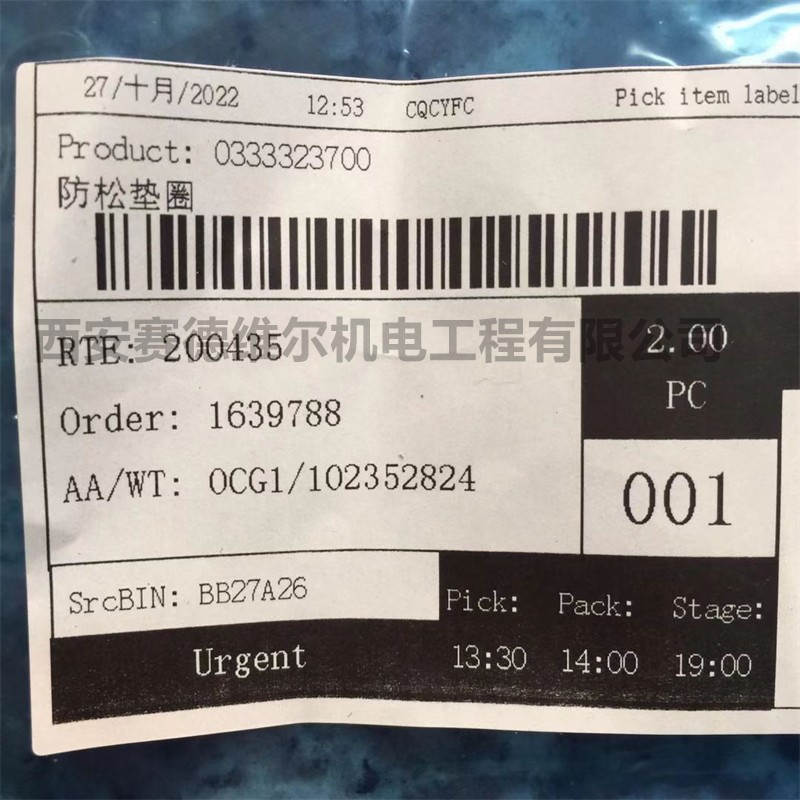 27/十月/2022 12:53 CQCYFC Pick item label
Product: 0333323700
防松垫圈
西安赛德维尔机电工程有限公司
RTE: 200435
2.00
PC
Order: 1639788
AA/WT: OCG1/102352824
001
SrcBIN: BB27A26
Pick: Pack: Stage:
Urgent
13:30 14:00 19:00